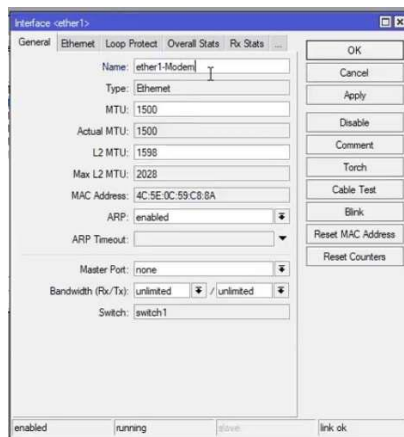 Interface <ether1>
General Ethernet Loop Protect Overall Stats Rx Stats ...
Name: ether1-Modem
Type: Ethernet
MTU: 1500
Actual MTU: 1500
L2 MTU: 1598
Max L2 MTU: 2028
MAC Address: 4C:5E:0C:59:C8:8A
ARP: enabled
ARP Timeout:
Master Port: none
Bandwidth (Rx/Tx): unlimited / unlimited
Switch: switch1
OK
Cancel
Apply
Disable
Comment
Torch
Cable Test
Blink
Reset MAC Address
Reset Counters
enabled running slave link ok